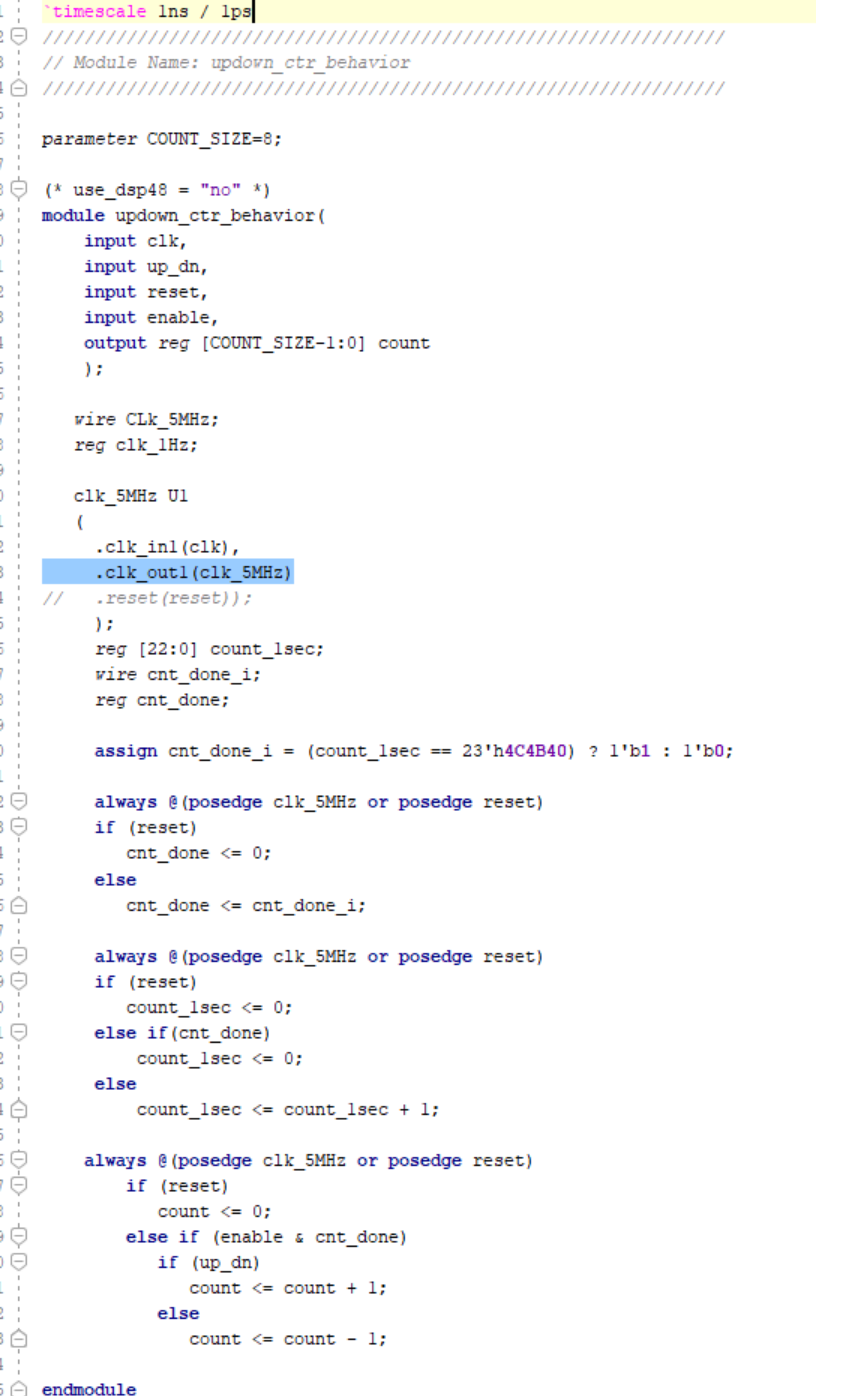 `timescale 1ns / 1ps
/////////////////////////////////////////////////////////////////
// Module Name: updown_ctr_behavior
/////////////////////////////////////////////////////////////////
parameter COUNT_SIZE=8;
(* use_dsp48 = "no" *)
module updown_ctr_behavior(
input clk,
input up_dn,
input reset,
input enable,
output reg [COUNT_SIZE-1:0] count
);
wire CLk_5MHz;
reg clk_1Hz;
clk_5MHz U1
(
.clk_in1(clk),
.clk_out1(clk_5MHz)
// .reset(reset));
);
reg [22:0] count_1sec;
wire cnt_done_i;
reg cnt_done;
assign cnt_done_i = (count_1sec == 23'h4C4B40) ? 1'b1 : 1'b0;
always @(posedge clk_5MHz or posedge reset)
if (reset)
cnt_done <= 0;
else
cnt_done <= cnt_done_i;
always @(posedge clk_5MHz or posedge reset)
if (reset)
count_1sec <= 0;
else if(cnt_done)
count_1sec <= 0;
else
count_1sec <= count_1sec + 1;
always @(posedge clk_5MHz or posedge reset)
if (reset)
count <= 0;
else if (enable & cnt_done)
if (up_dn)
count <= count + 1;
else
count <= count - 1;
endmodule